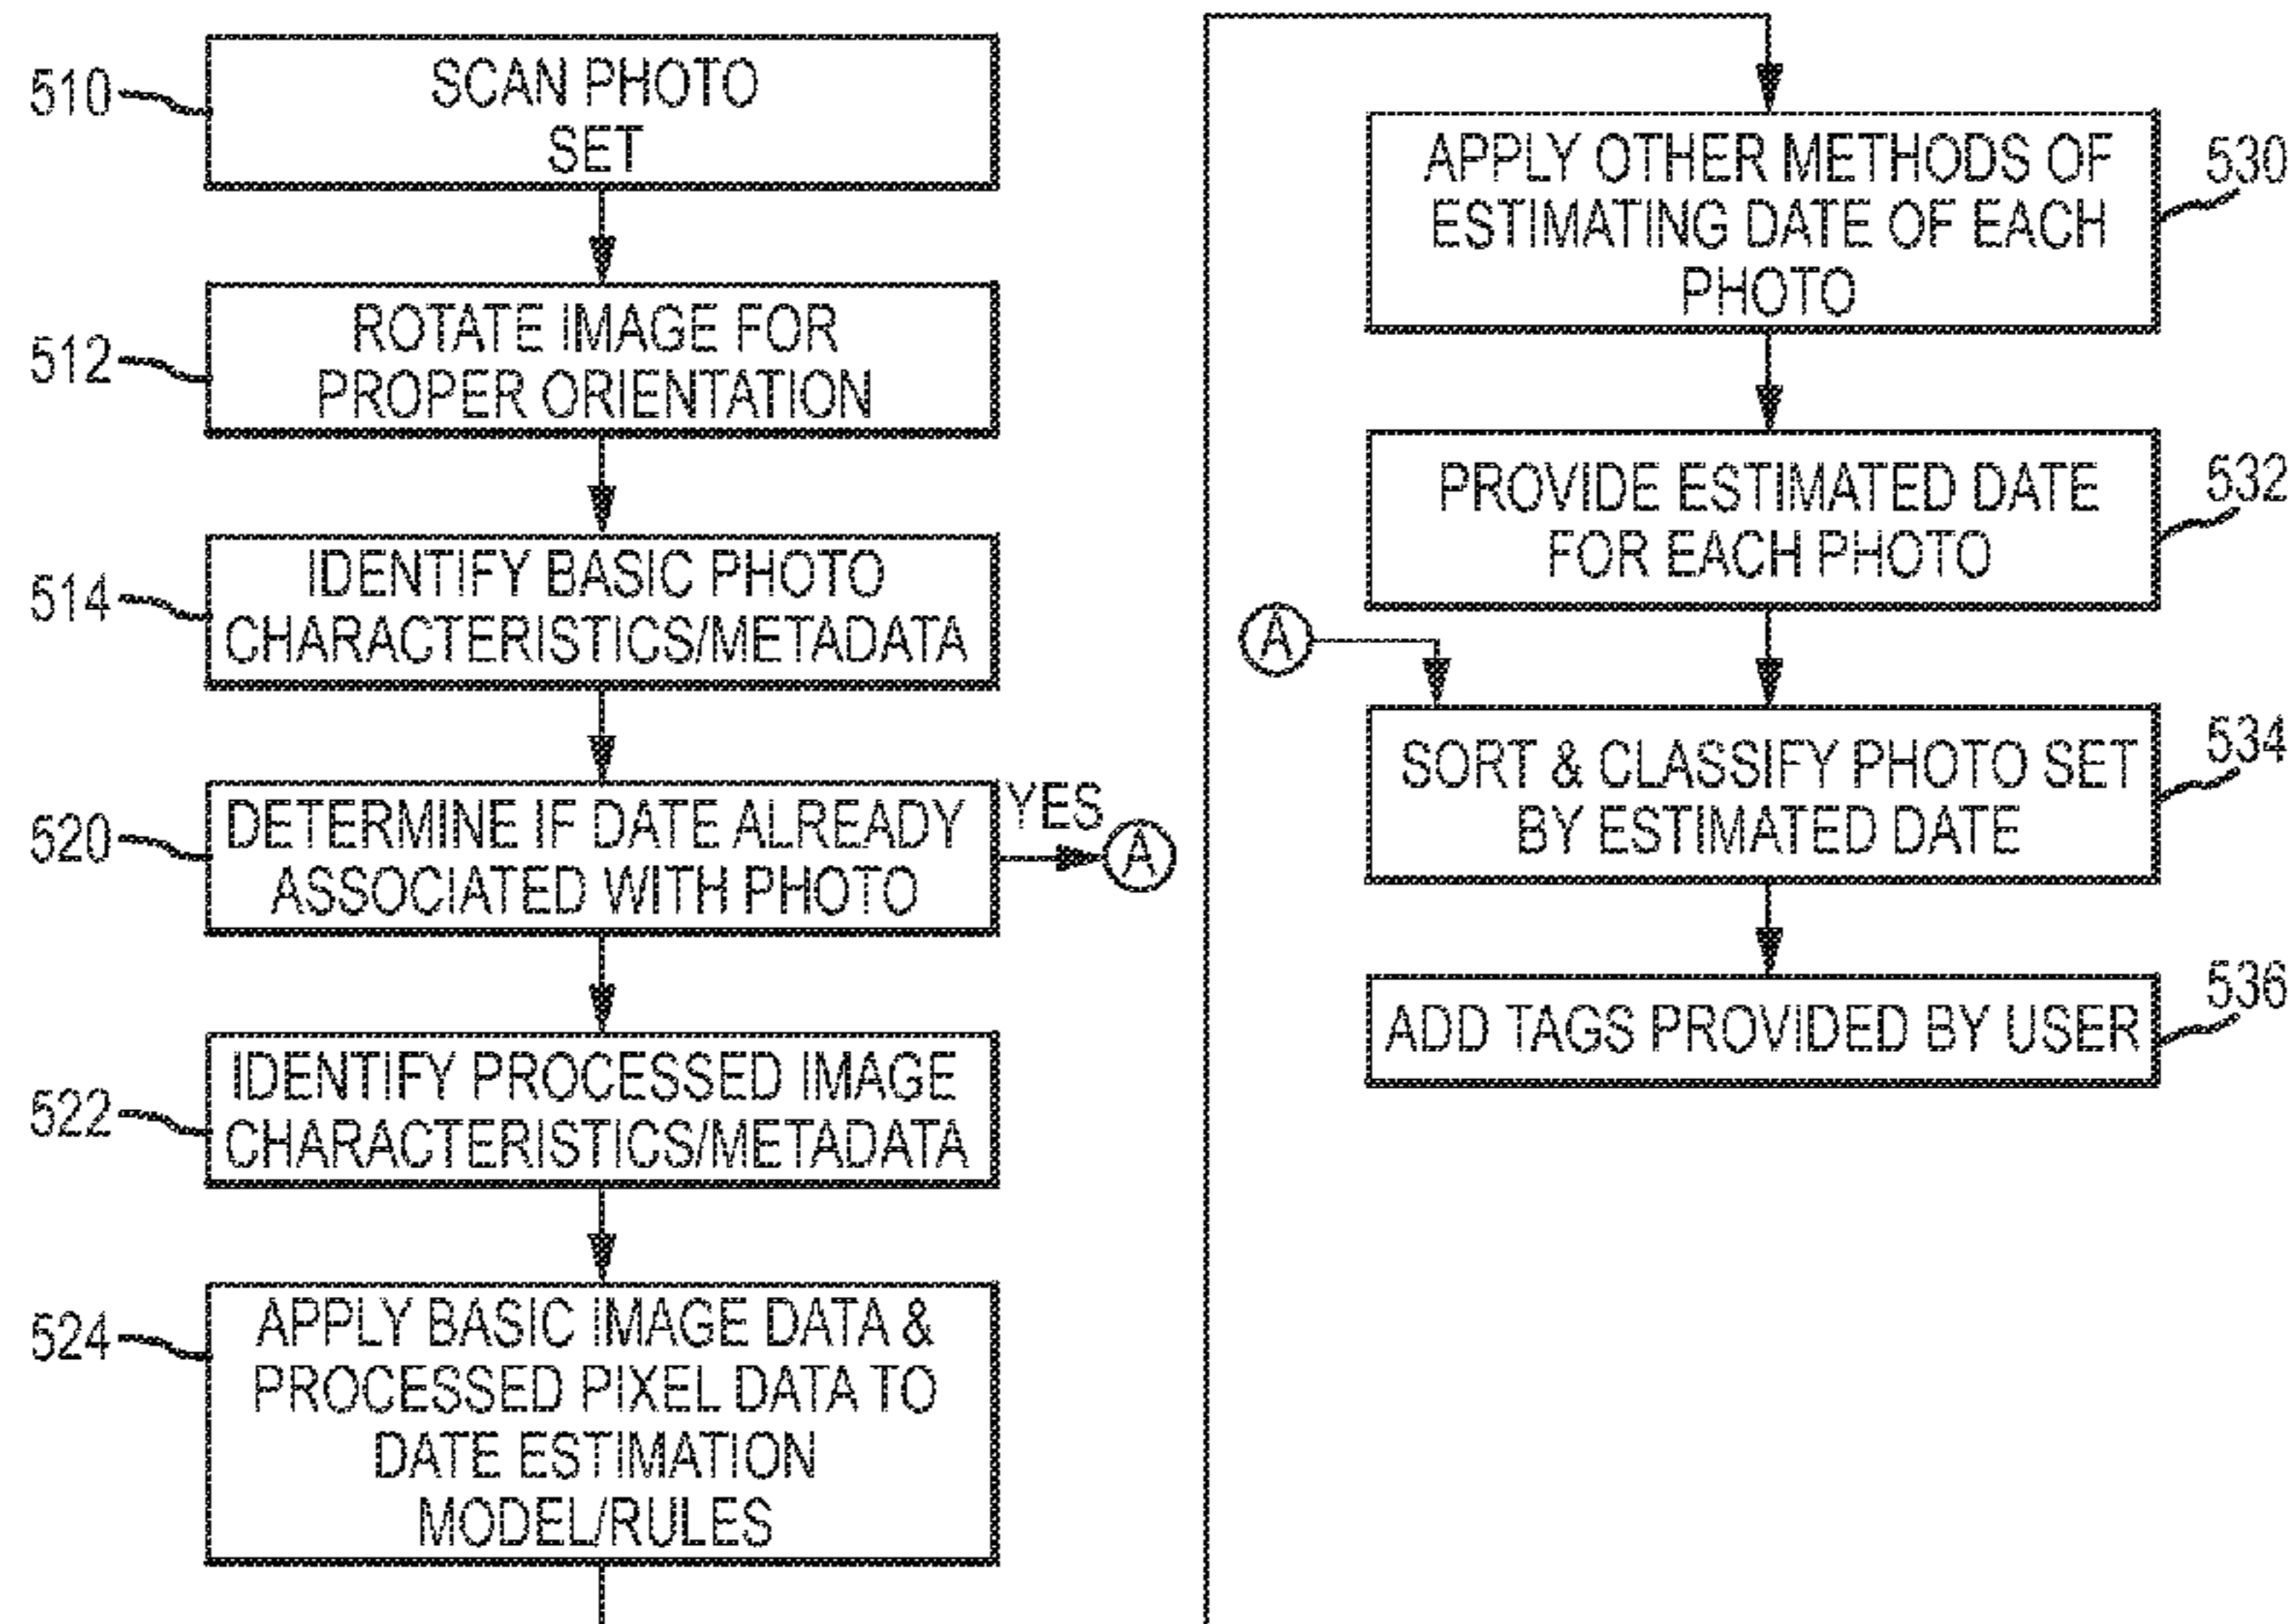 510
SCAN PHOTO
SET
512
ROTATE IMAGE FOR
PROPER ORIENTATION
514
IDENTIFY BASIC PHOTO
CHARACTERISTICS/METADATA
520
DETERMINE IF DATE ALREADY
ASSOCIATED WITH PHOTO
YES
A
522
IDENTIFY PROCESSED IMAGE
CHARACTERISTICS/METADATA
524
APPLY BASIC IMAGE DATA &
PROCESSED PIXEL DATA TO
DATE ESTIMATION
MODEL/RULES
APPLY OTHER METHODS OF
ESTIMATING DATE OF EACH
PHOTO
530
PROVIDE ESTIMATED DATE
FOR EACH PHOTO
532
A
SORT & CLASSIFY PHOTO SET
BY ESTIMATED DATE
534
ADD TAGS PROVIDED BY USER
536